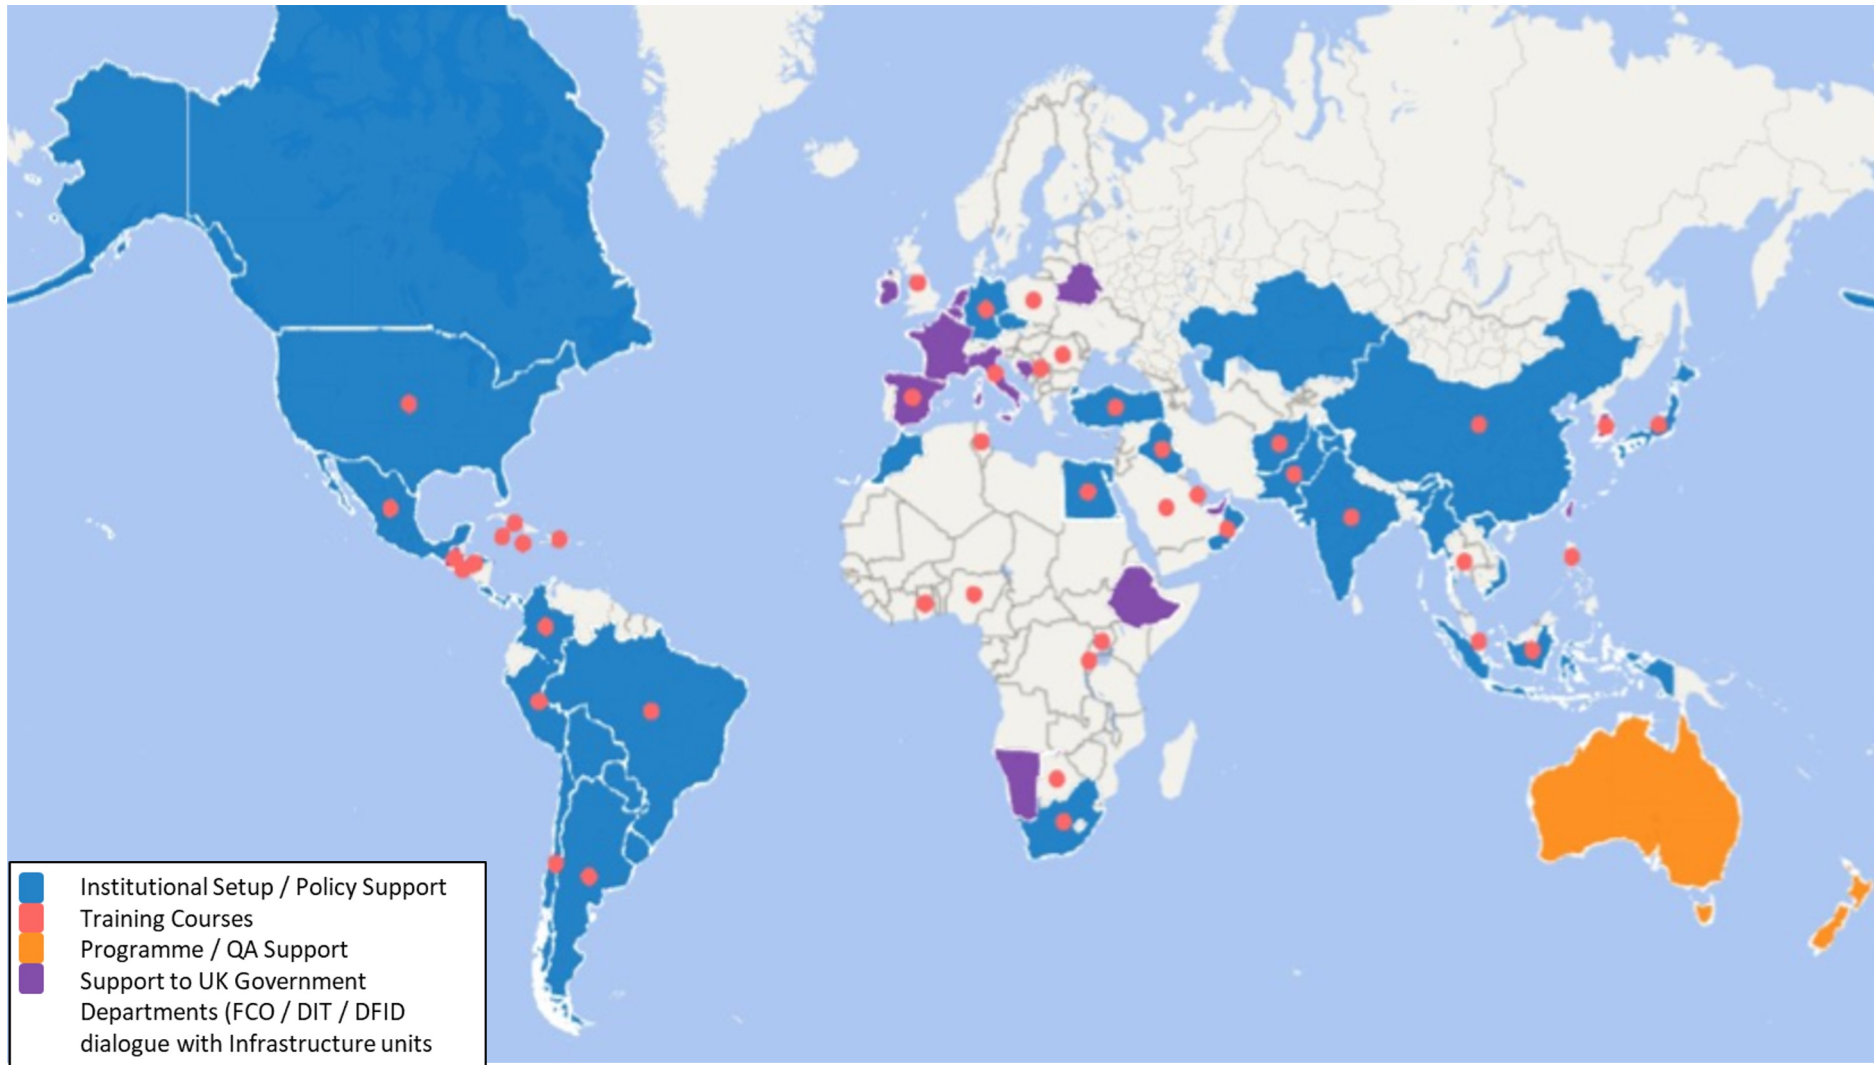 Institutional Setup / Policy Support
Training Courses
Programme / QA Support
Support to UK Government
Departments (FCO / DIT / DFID
dialogue with Infrastructure units